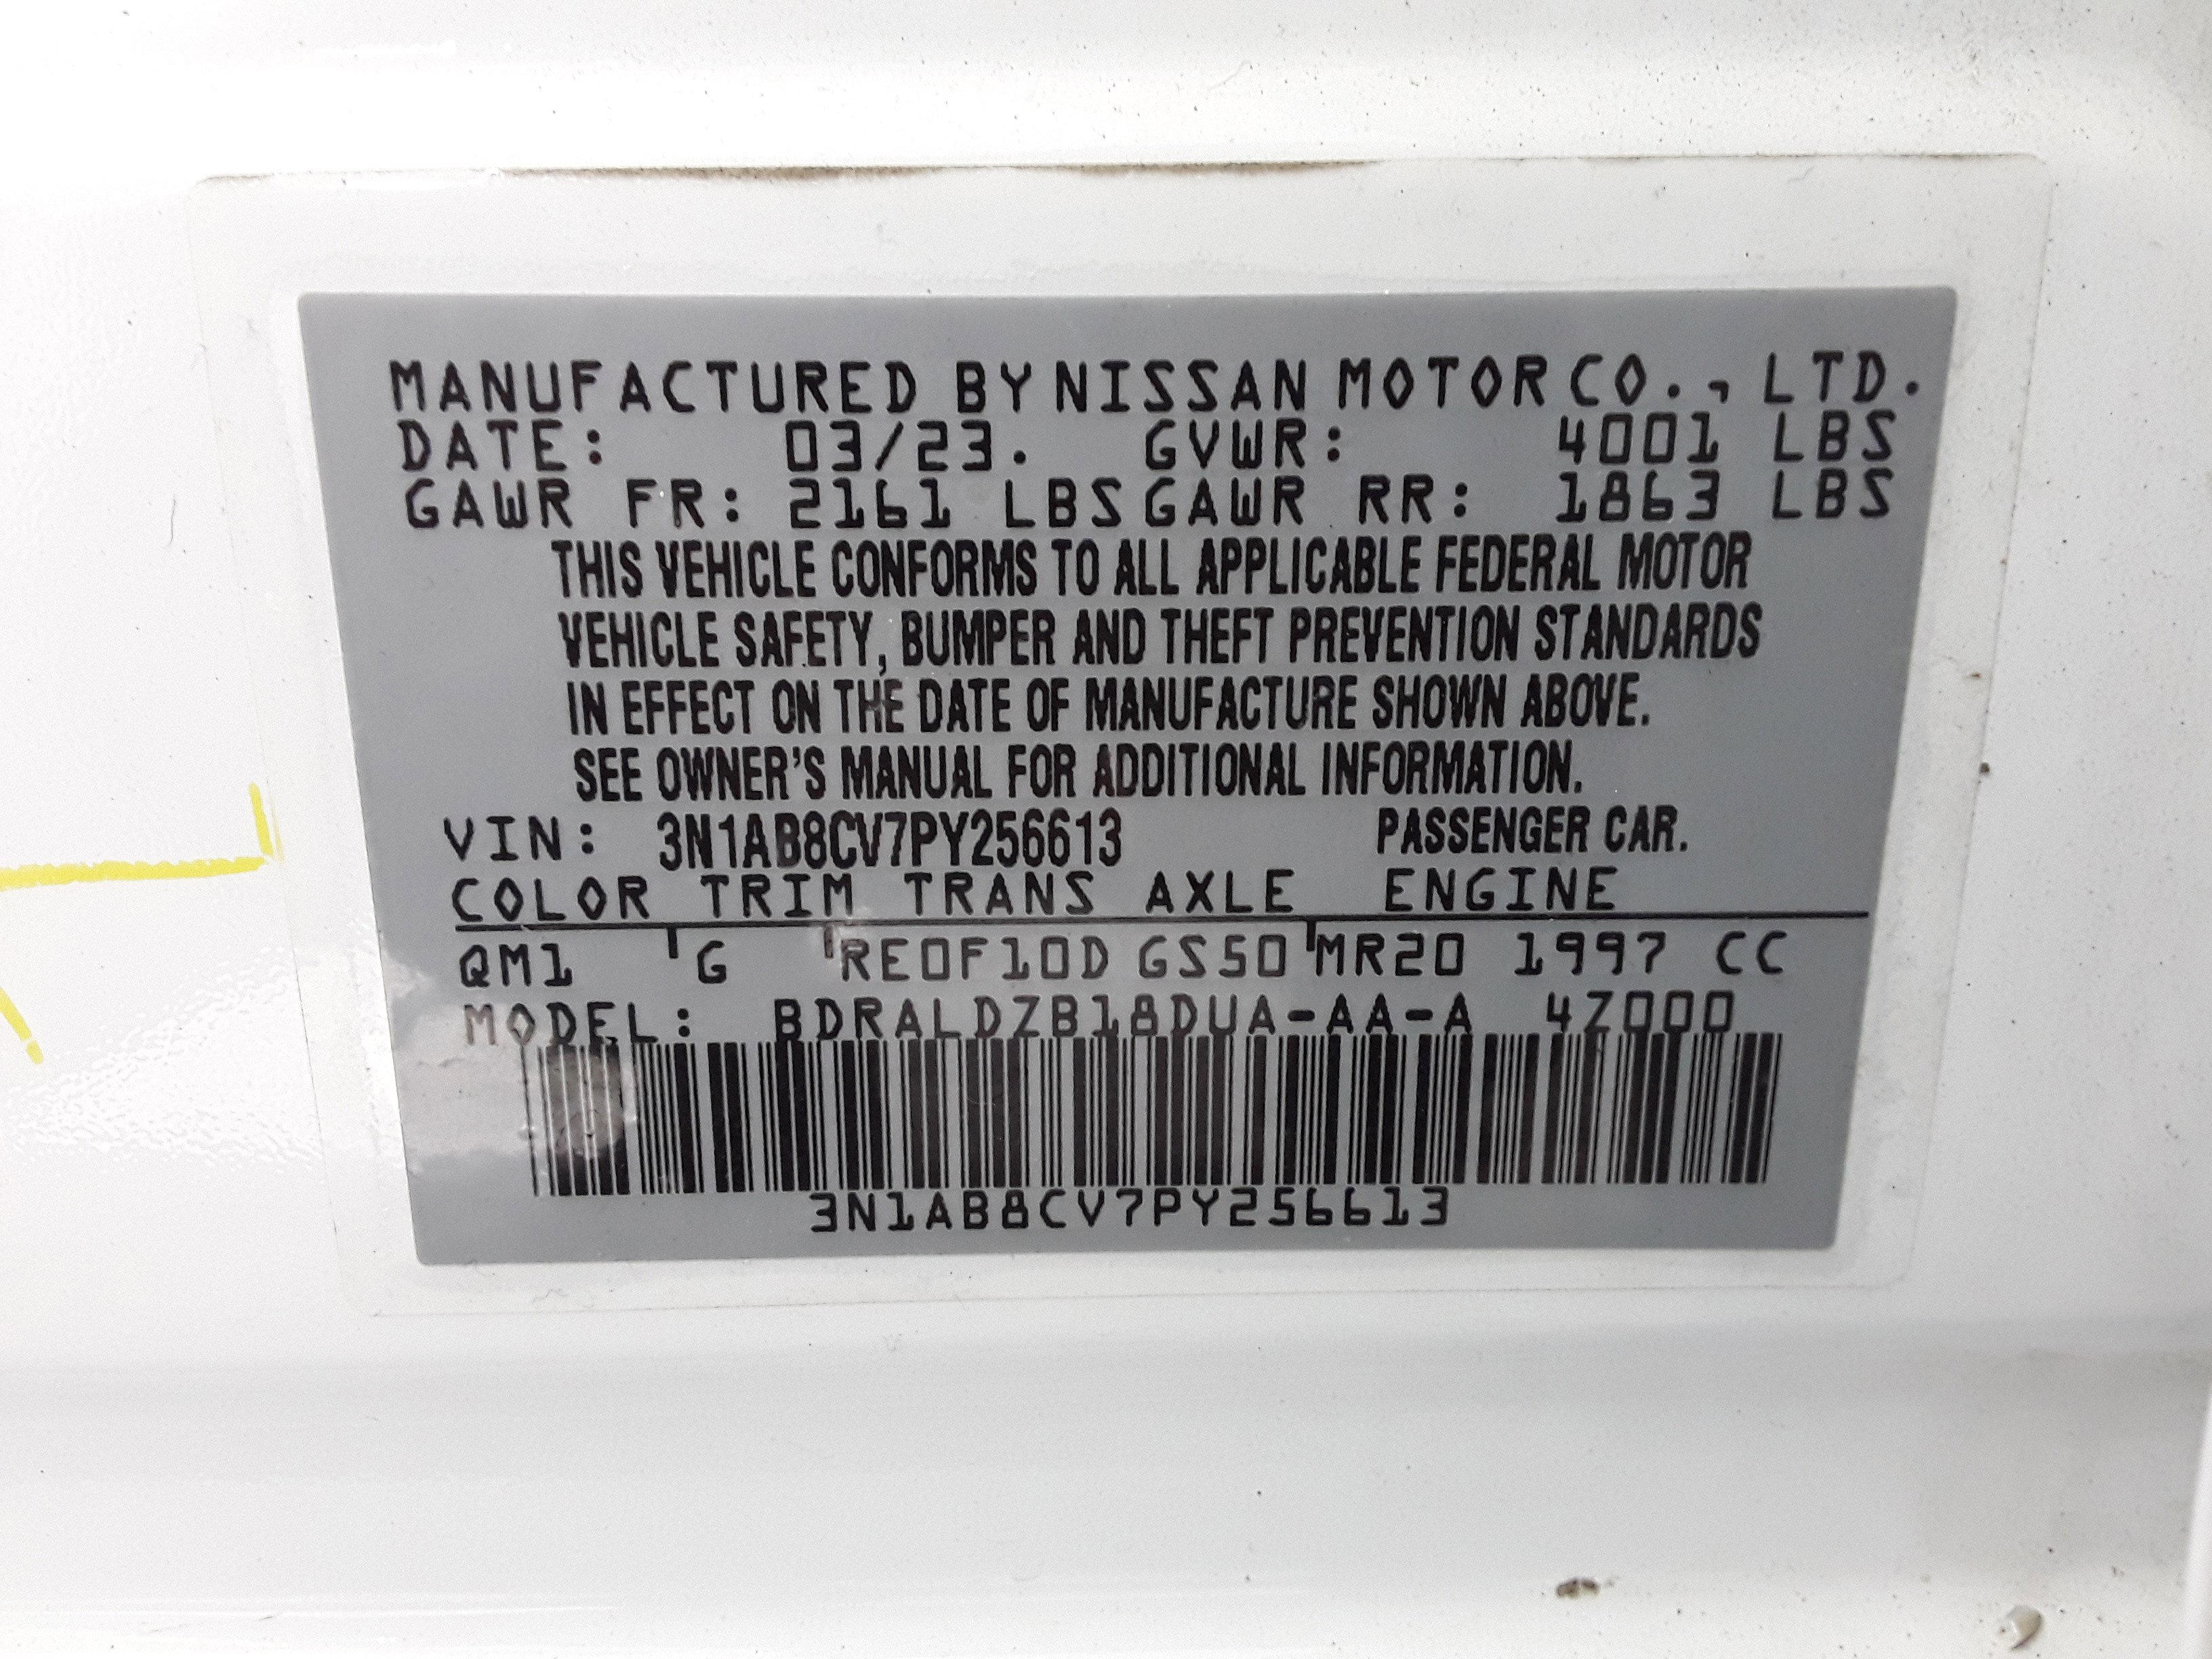 MANUFACTURED BY NISSAN MOTOR CO., LTD.
DATE: 03/23. GVWR: 4001 LBS
GAWR FR: 2161 LBS GAWR RR: 1863 LBS
THIS VEHICLE CONFORMS TO ALL APPLICABLE FEDERAL MOTOR
VEHICLE SAFETY, BUMPER AND THEFT PREVENTION STANDARDS
IN EFFECT ON THE DATE OF MANUFACTURE SHOWN ABOVE.
SEE OWNER'S MANUAL FOR ADDITIONAL INFORMATION.
VIN: 3N1AB8CV7PY256613 PASSENGER CAR.
COLOR TRIM TRANS AXLE ENGINE
QM1 G RE0F10D GS50 MR20 1997 CC
MODEL: BDRALDZB18DUA-AA-A 4Z000
3N1AB8CV7PY256613